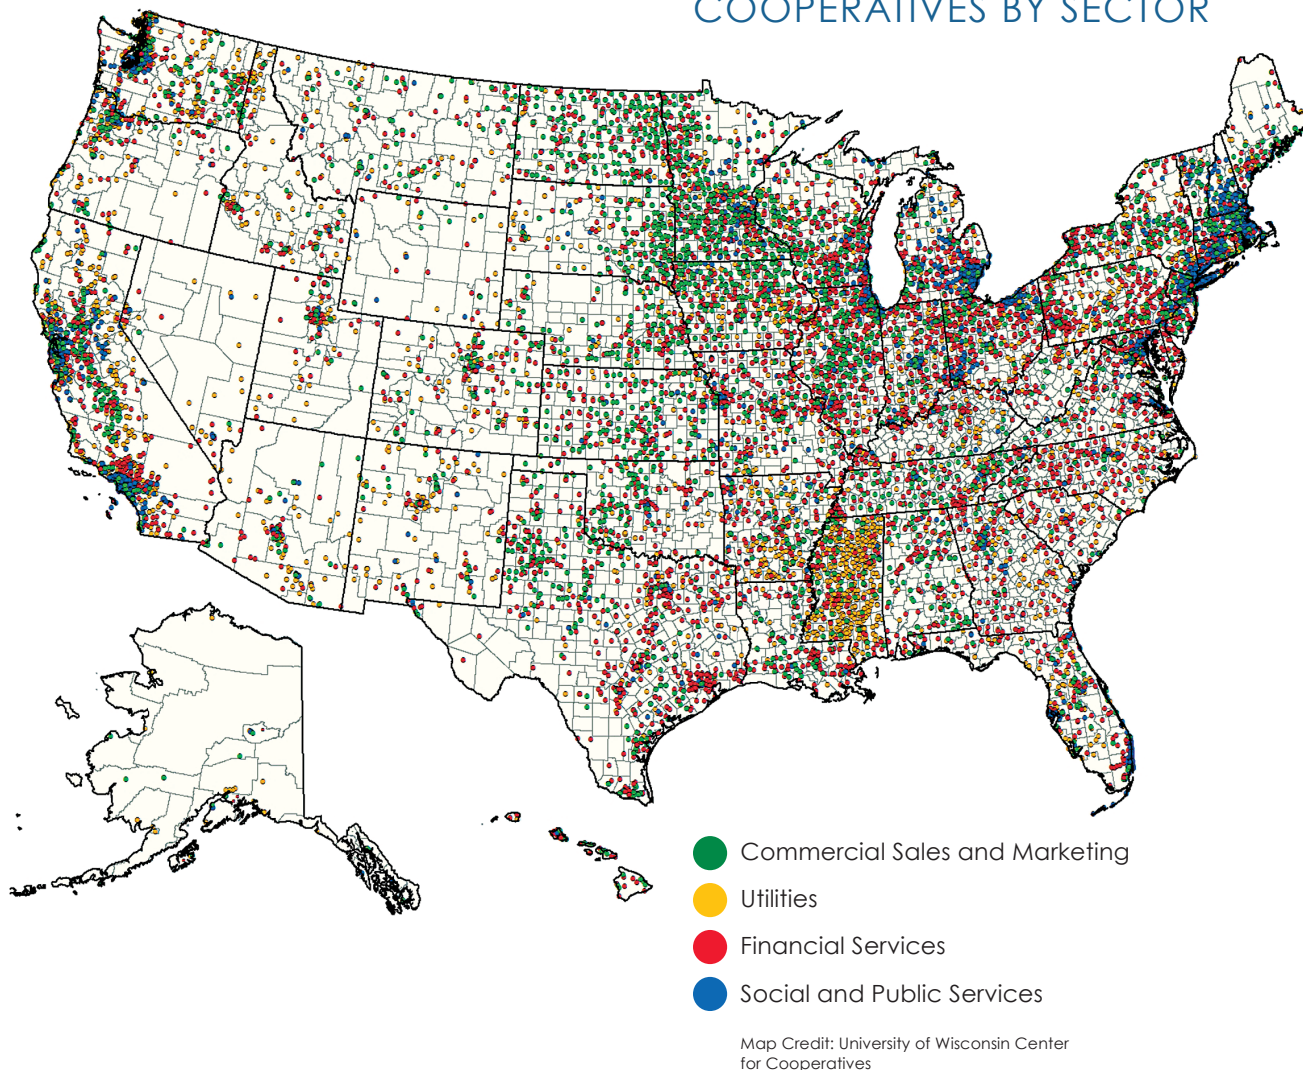 COOPERATIVES BY SECTOR
Commercial Sales and Marketing
Utilities
Financial Services
Social and Public Services
Map Credit: University of Wisconsin Center
for Cooperatives